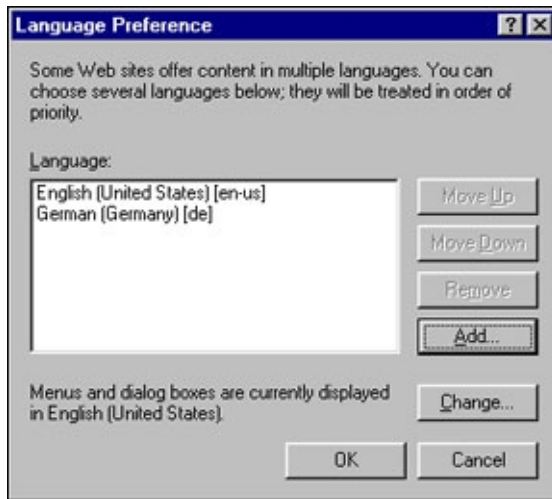 Language Preference
Some Web sites offer content in multiple languages. You can
choose several languages below; they will be treated in order of
priority.
Language:
English (United States) [en-us]
German (Germany) [de]
Move Up
Move Down
Remove
Add...
Menus and dialog boxes are currently displayed
in English (United States).
Change...
OK
Cancel